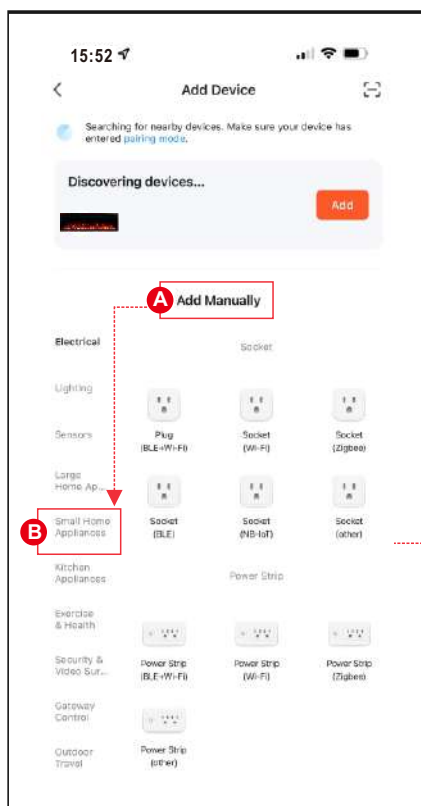 15:52
Add Device
Searching for nearby devices. Make sure your device has
entered pairing mode.
Discovering devices...
Add
A
Add Manually
Electrical
Socket
Lighting
Sensors
Plug
(BLE+Wi-Fi)
Socket
(Wi-Fi)
Socket
(Zigbee)
Large
Home Ap...
B
Small Home
Appliances
Socket
(BLE)
Socket
(NB-IoT)
Socket
(other)
Kitchen
Appliances
Power Strip
Exercise
& Health
Security &
Video Sur...
Power Strip
(BLE+Wi-Fi)
Power Strip
(Wi-Fi)
Power Strip
(Zigbee)
Gateway
Control
Outdoor
Travel
Power Strip
(other)